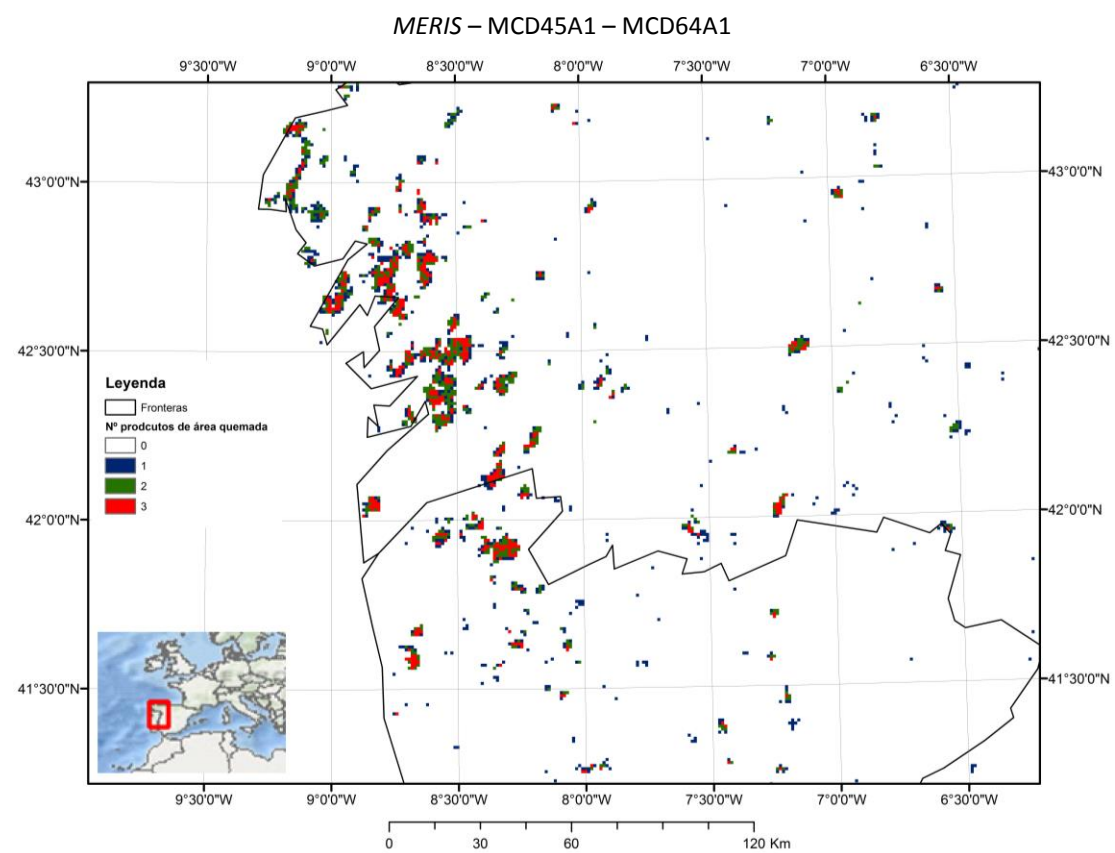 MERIS – MCD45A1 – MCD64A1
9°30'0"W 9°0'0"W 8°30'0"W 8°0'0"W 7°30'0"W 7°0'0"W 6°30'0"W
43°0'0"N 43°0'0"N
42°30'0"N 42°30'0"N
Leyenda
Fronteras
Nº prodcutos de área quemada
0
1
2
3
42°0'0"N 42°0'0"N
41°30'0"N 41°30'0"N
9°30'0"W 9°0'0"W 8°30'0"W 8°0'0"W 7°30'0"W 7°0'0"W 6°30'0"W
0 30 60 120 Km